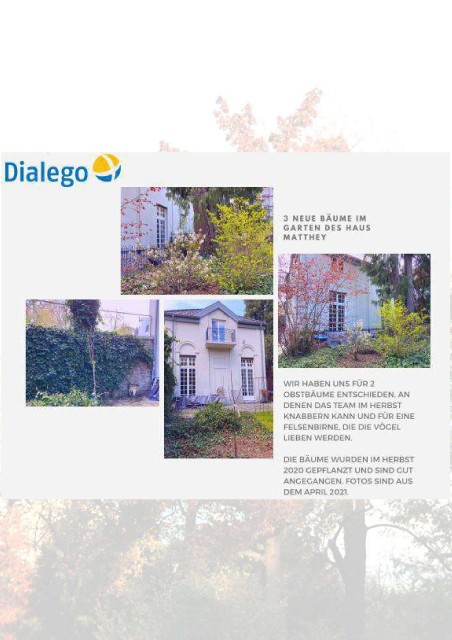 Dialego
3 NEUE BÄUME IM
GARTEN DES HAUS
MATTHEY
WIR HABEN UNS FÜR 2
OBSTBÄUME ENTSCHIEDEN, AN
DENEN DAS TEAM IM HERBST
KNABBERN KANN UND FÜR EINE
FELSENBIRNE, DIE DIE VÖGEL
LIEBEN WERDEN.
DIE BÄUME WURDEN IM HERBST
2020 GEPFLANZT UND SIND GUT
ANGEGANGEN. FOTOS SIND AUS
DEM APRIL 2021.